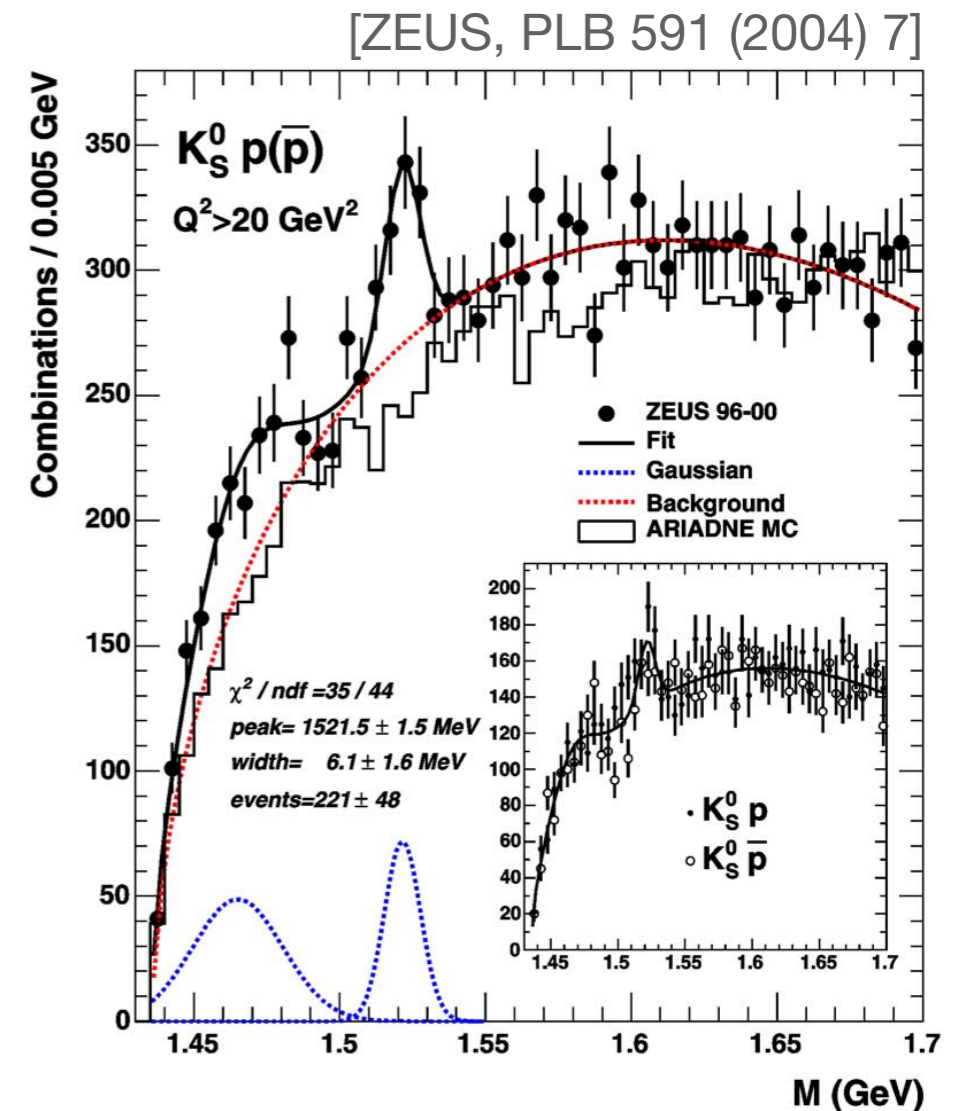 [ZEUS, PLB 591 (2004) 7]
Combinations / 0.005 GeV
K⁰_S p(p̅)
Q²>20 GeV²
350
300
250
200
150
100
50
0
ZEUS 96-00
Fit
Gaussian
Background
ARIADNE MC
χ² / ndf =35 / 44
peak= 1521.5 ± 1.5 MeV
width= 6.1 ± 1.6 MeV
events=221 ± 48
200
180
160
140
120
100
80
60
40
20
0
K⁰_S p
K⁰_S p̅
1.45 1.5 1.55 1.6 1.65 1.7
1.45 1.5 1.55 1.6 1.65 1.7
M (GeV)